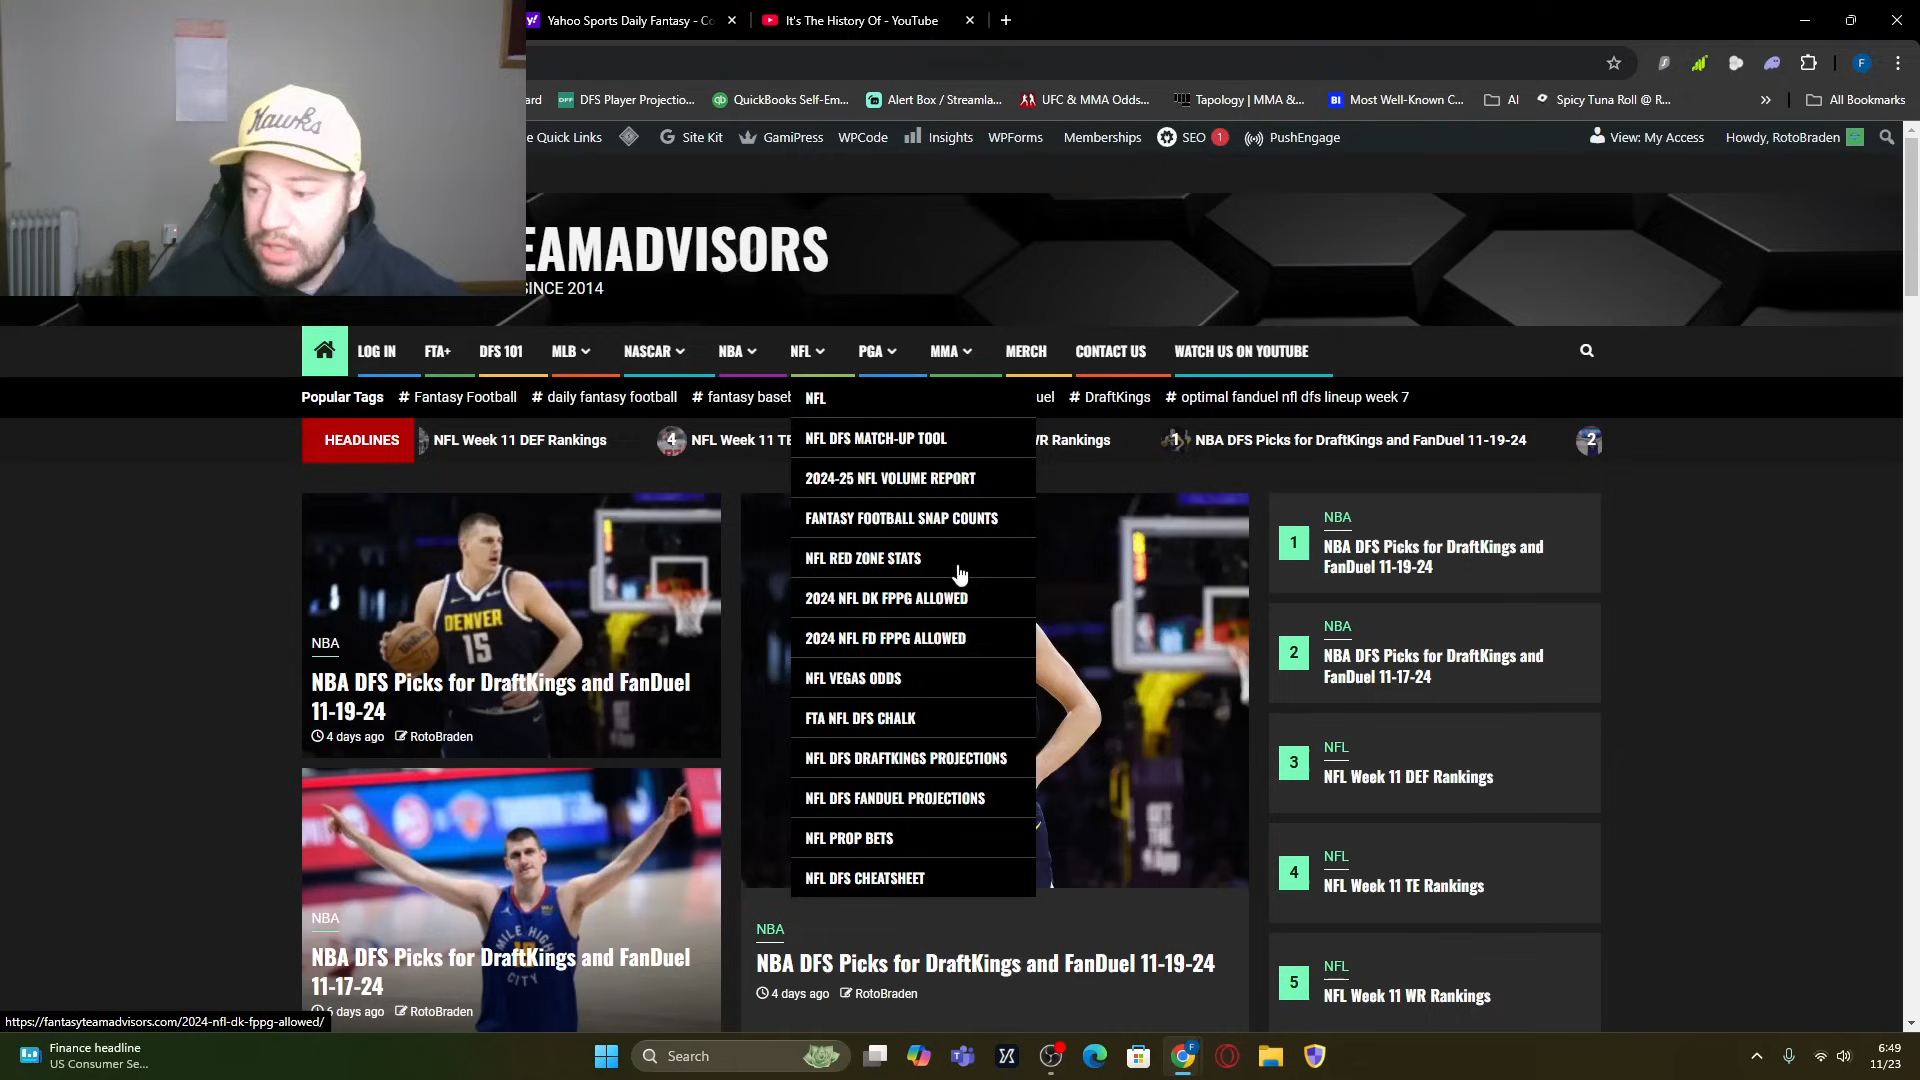 Yahoo Sports Daily Fantasy - Co
It's The History Of - YouTube
ard
DFS Player Projectio...
QuickBooks Self-Em...
Alert Box / Streamla...
UFC & MMA Odds...
Tapology | MMA &...
BI Most Well-Known C...
AI
Spicy Tuna Roll @ R...
»
All Bookmarks
e Quick Links
Site Kit
GamiPress
WPCode
Insights
WPForms
Memberships
SEO 1
PushEngage
View: My Access
Howdy, RotoBraden
Hawks
EAMADVISORS
SINCE 2014
LOG IN
FTA+
DFS 101
MLB
NASCAR
NBA
NFL
PGA
MMA
MERCH
CONTACT US
WATCH US ON YOUTUBE
Popular Tags # Fantasy Football # daily fantasy football # fantasy baseb
uel # DraftKings # optimal fanduel nfl dfs lineup week 7
HEADLINES
NFL Week 11 DEF Rankings
4 NFL Week 11 TE
R Rankings
1 NBA DFS Picks for DraftKings and FanDuel 11-19-24
2
NFL
NFL DFS MATCH-UP TOOL
2024-25 NFL VOLUME REPORT
FANTASY FOOTBALL SNAP COUNTS
NFL RED ZONE STATS
2024 NFL DK FPPG ALLOWED
2024 NFL FD FPPG ALLOWED
NFL VEGAS ODDS
FTA NFL DFS CHALK
NFL DFS DRAFTKINGS PROJECTIONS
NFL DFS FANDUEL PROJECTIONS
NFL PROP BETS
NFL DFS CHEATSHEET
DENVER
15
NBA
NBA DFS Picks for DraftKings and FanDuel
11-19-24
4 days ago RotoBraden
MILE HIGH
CITY
NBA
NBA DFS Picks for DraftKings and FanDuel
11-17-24
6 days ago RotoBraden
NBA
NBA DFS Picks for DraftKings and FanDuel 11-19-24
4 days ago RotoBraden
1
NBA
NBA DFS Picks for DraftKings and
FanDuel 11-19-24
2
NBA
NBA DFS Picks for DraftKings and
FanDuel 11-17-24
3
NFL
NFL Week 11 DEF Rankings
4
NFL
NFL Week 11 TE Rankings
5
NFL
NFL Week 11 WR Rankings
https://fantasyteamadvisors.com/2024-nfl-dk-fppg-allowed/
Finance headline
US Consumer Se...
Search
6:49
11/23